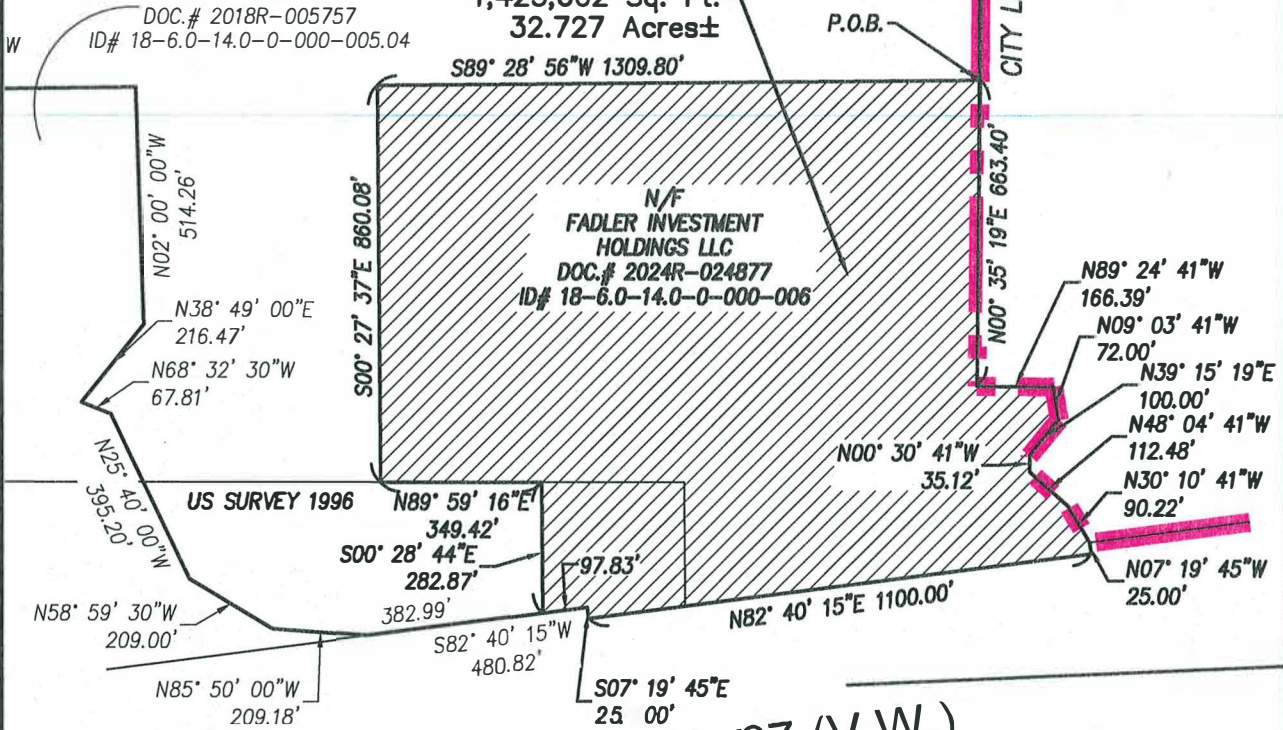 DOC.# 2018R-005757
ID# 18-6.0-14.0-0-000-005.04
W
32.727 Acres±
P.O.B.
CITY L
S89° 28' 56"W 1309.80'
N02° 00' 00"W
514.26'
S00° 27' 37"E 860.08'
N00° 35' 19"E 663.40'
N/F
FADLER INVESTMENT
HOLDINGS LLC
DOC.# 2024R-024877
ID# 18-6.0-14.0-0-000-006
N89° 24' 41"W
166.39'
N09° 03' 41"W
72.00'
N39° 15' 19"E
100.00'
N48° 04' 41"W
112.48'
N30° 10' 41"W
90.22'
N38° 49' 00"E
216.47'
N68° 32' 30"W
67.81'
N00° 30' 41"W
35.12'
N25° 40' 00"W
395.20'
US SURVEY 1996
N89° 59' 16"E
349.42'
S00° 28' 44"E
282.87'
97.83'
382.99'
N07° 19' 45"W
25.00'
N58° 59' 30"W
209.00'
S82° 40' 15"W
480.82'
N82° 40' 15"E 1100.00'
N85° 50' 00"W
209.18'
S07° 19' 45"E
25 00'
(V.W.)